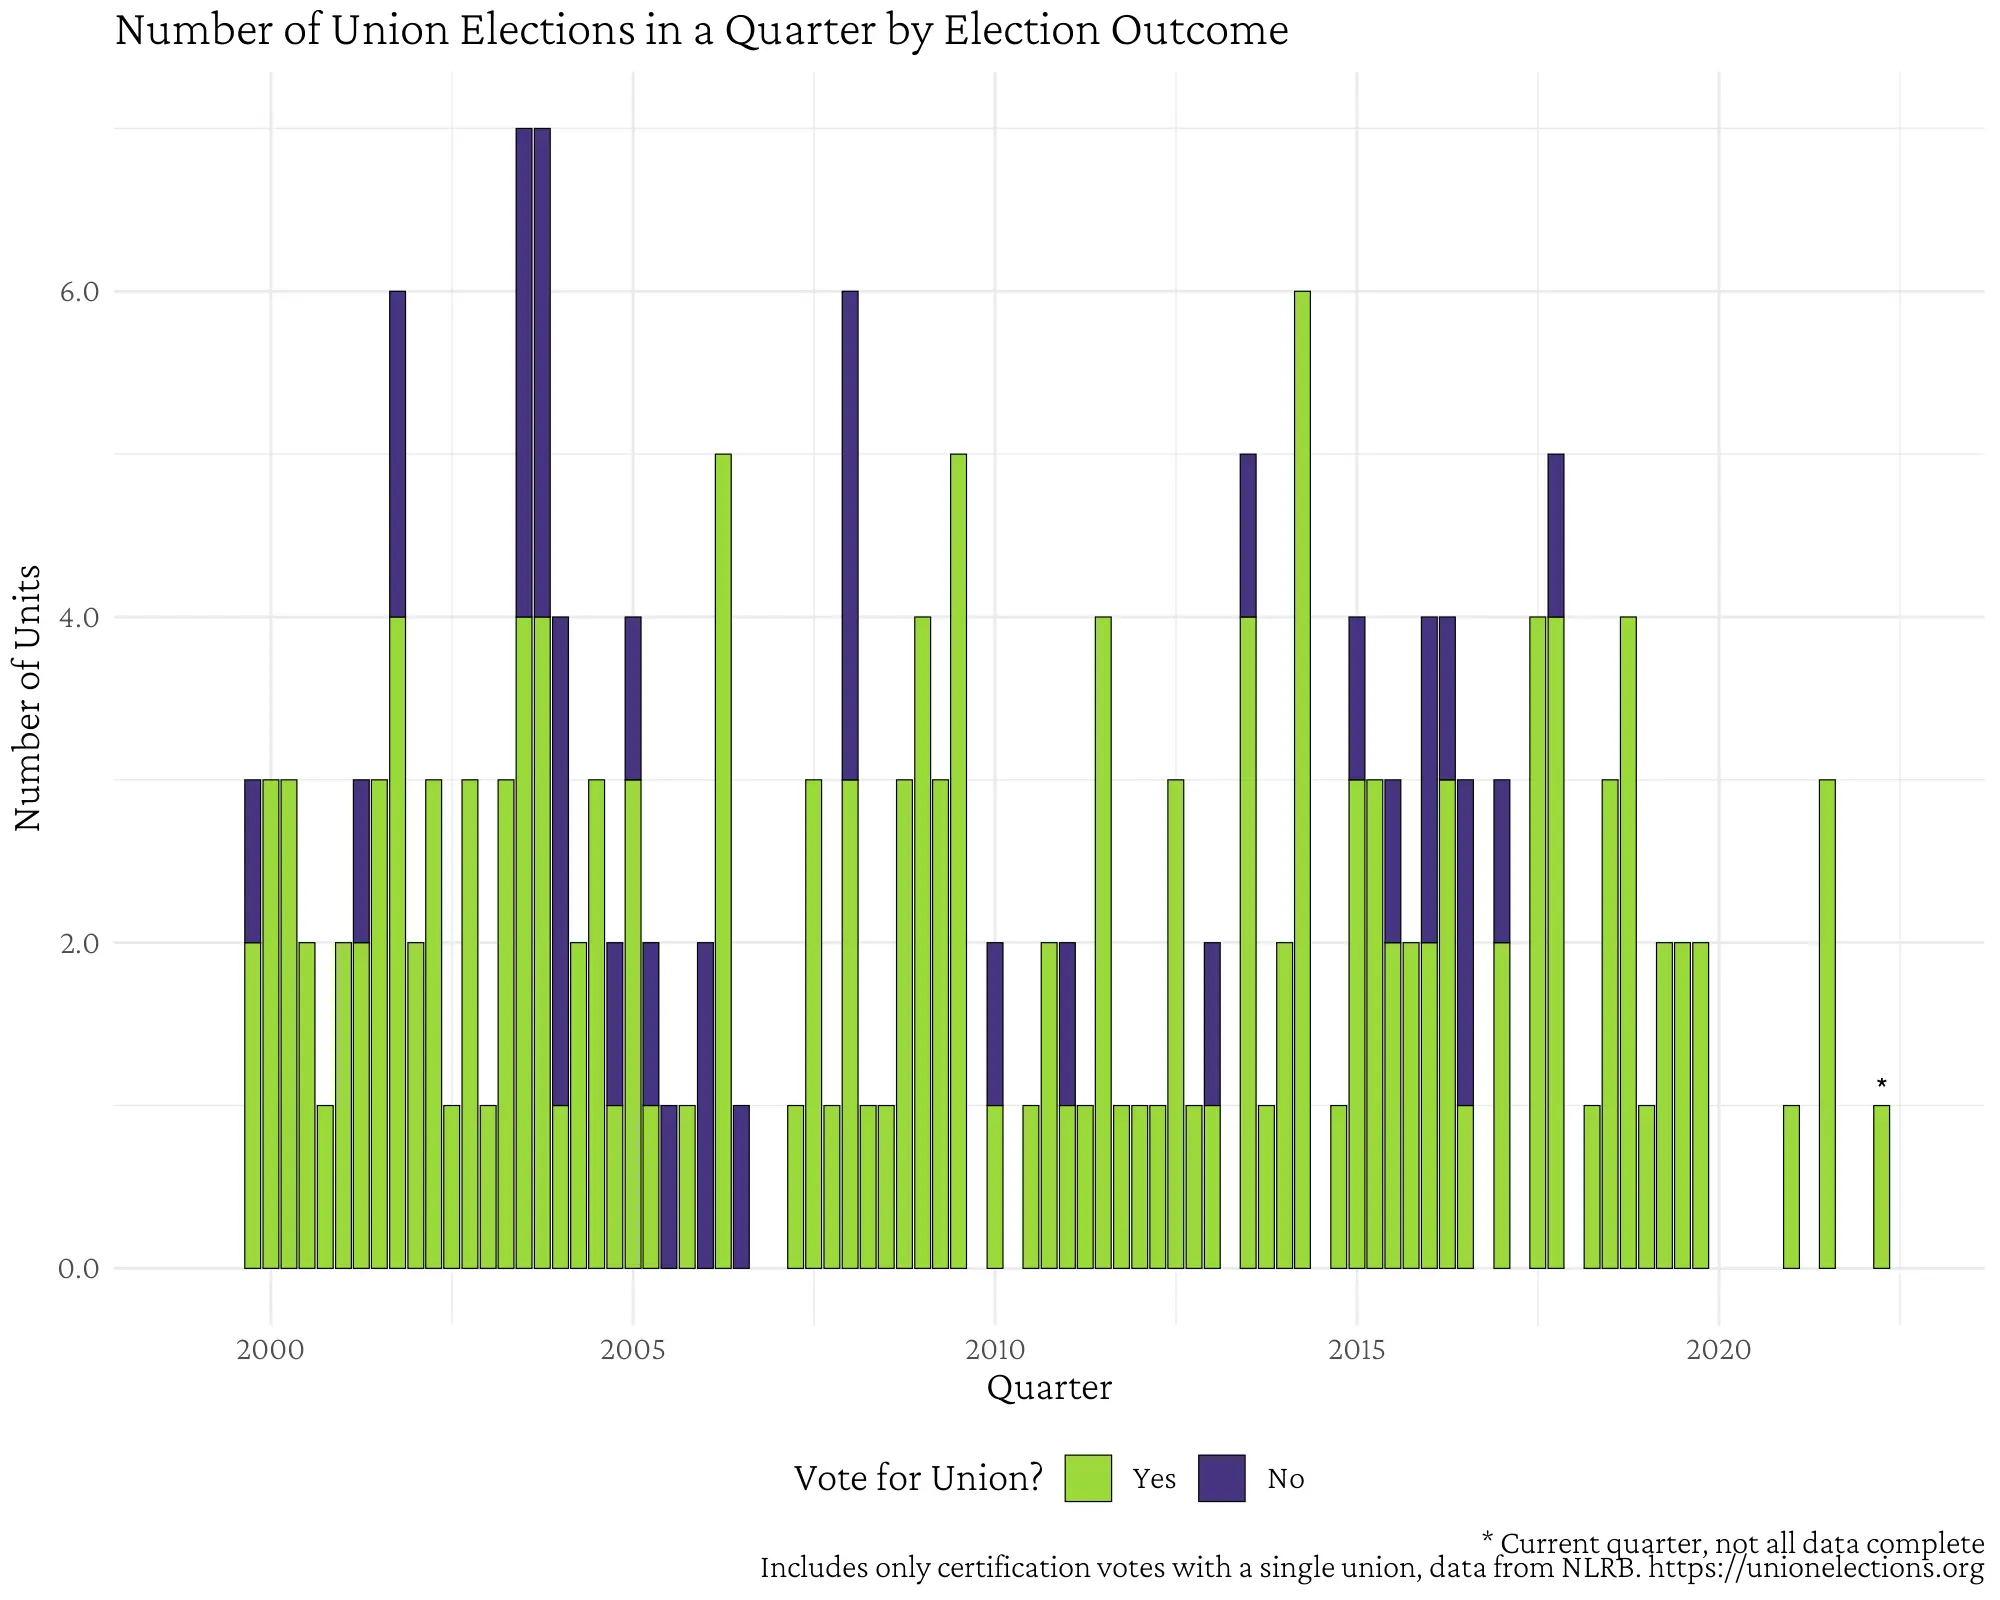 Number of Union Elections in a Quarter by Election Outcome
Number of Units
6.0
4.0
2.0
0.0
*
2000 2005 2010 2015 2020
Quarter
Vote for Union? Yes No
* Current quarter, not all data complete
Includes only certification votes with a single union, data from NLRB. https://unionelections.org